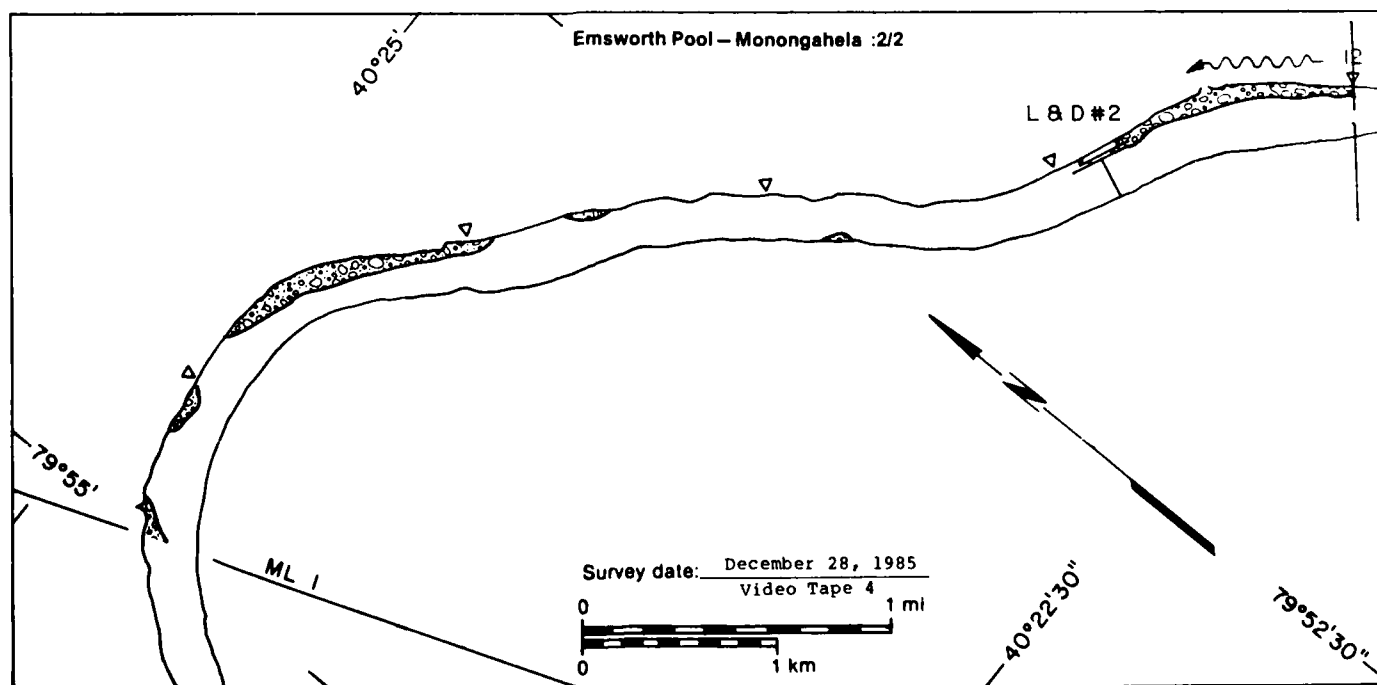 Emsworth Pool – Monongahela :2/2
40°25'
L & D #2
79°55'
ML 1
Survey date: December 28, 1985
Video Tape 4
0 1 mi
0 1 km
40°22'30"
79°52'30"